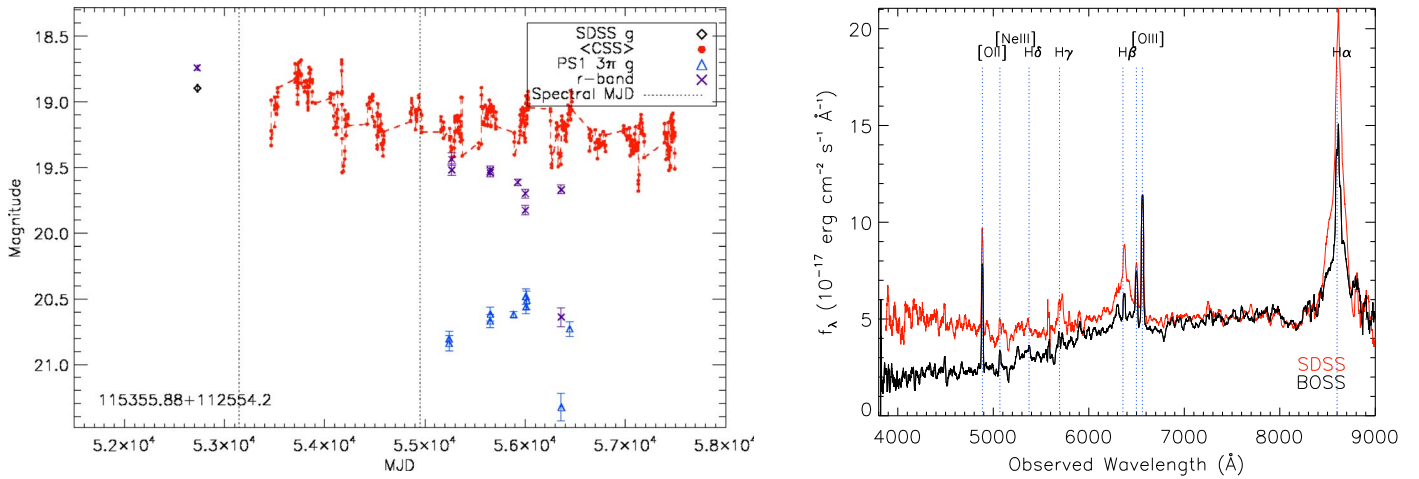 18.5
19.0
19.5
20.0
20.5
21.0
Magnitude
SDSS g
<CSS>
PS1 3π g
r-band
Spectral MJD
115355.88+112554.2
5.2×10⁴
5.3×10⁴
5.4×10⁴
5.5×10⁴
5.6×10⁴
5.7×10⁴
5.8×10⁴
MJD
20
15
10
5
0
f_λ (10⁻¹⁷ erg cm⁻² s⁻¹ Å⁻¹)
[NeIII] [OIII]
[OII] Hδ Hγ Hβ Hα
SDSS
BOSS
4000 5000 6000 7000 8000 9000
Observed Wavelength (Å)